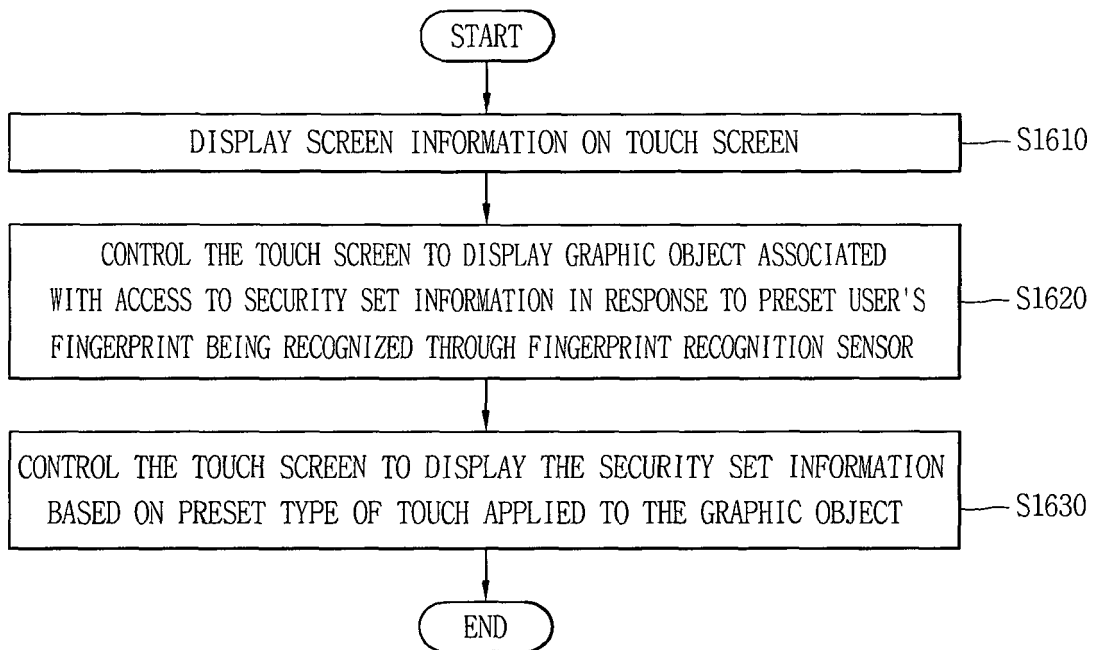 START
DISPLAY SCREEN INFORMATION ON TOUCH SCREEN
S1610
CONTROL THE TOUCH SCREEN TO DISPLAY GRAPHIC OBJECT ASSOCIATED
WITH ACCESS TO SECURITY SET INFORMATION IN RESPONSE TO PRESET USER'S
FINGERPRINT BEING RECOGNIZED THROUGH FINGERPRINT RECOGNITION SENSOR
S1620
CONTROL THE TOUCH SCREEN TO DISPLAY THE SECURITY SET INFORMATION
BASED ON PRESET TYPE OF TOUCH APPLIED TO THE GRAPHIC OBJECT
S1630
END